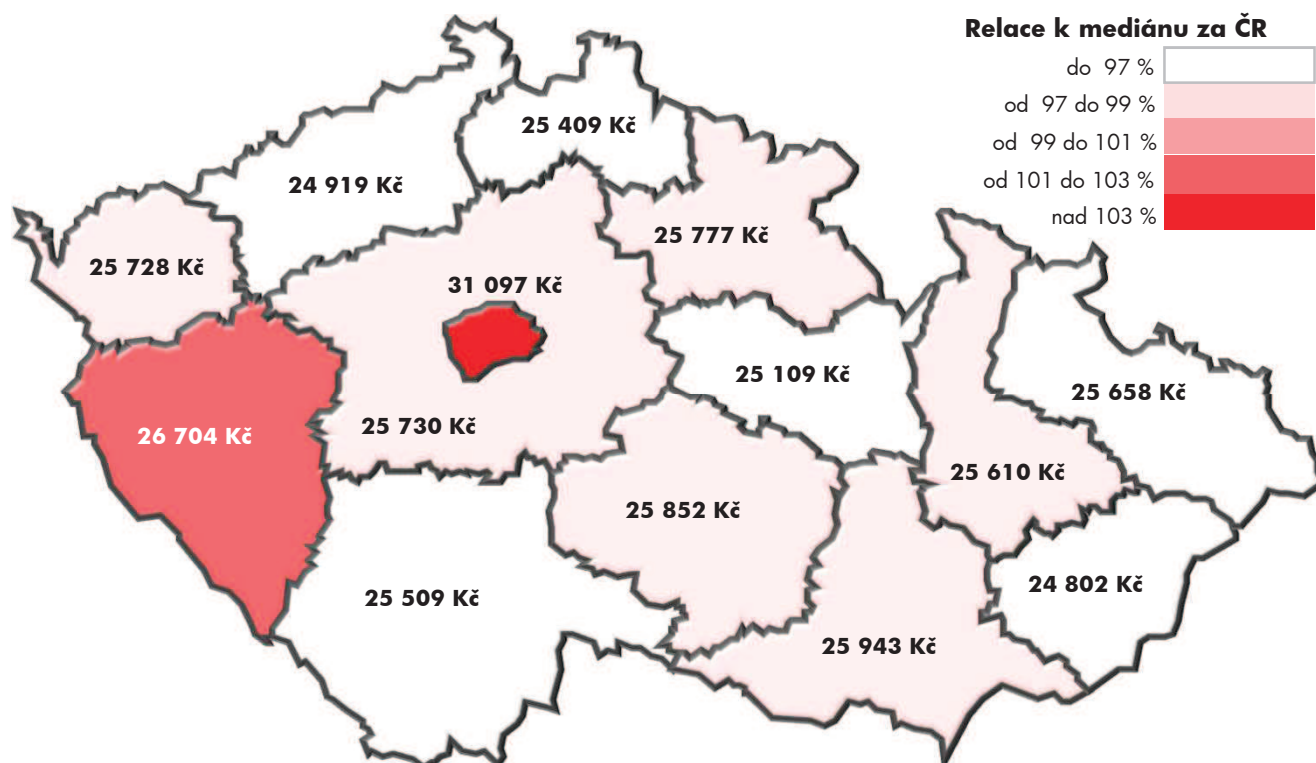 Relace k mediánu za ČR
do 97 %
od 97 do 99 %
od 99 do 101 %
od 101 do 103 %
nad 103 %
25 409 Kč
24 919 Kč
25 777 Kč
25 728 Kč
31 097 Kč
25 109 Kč
25 658 Kč
26 704 Kč
25 730 Kč
25 610 Kč
25 852 Kč
24 802 Kč
25 509 Kč
25 943 Kč